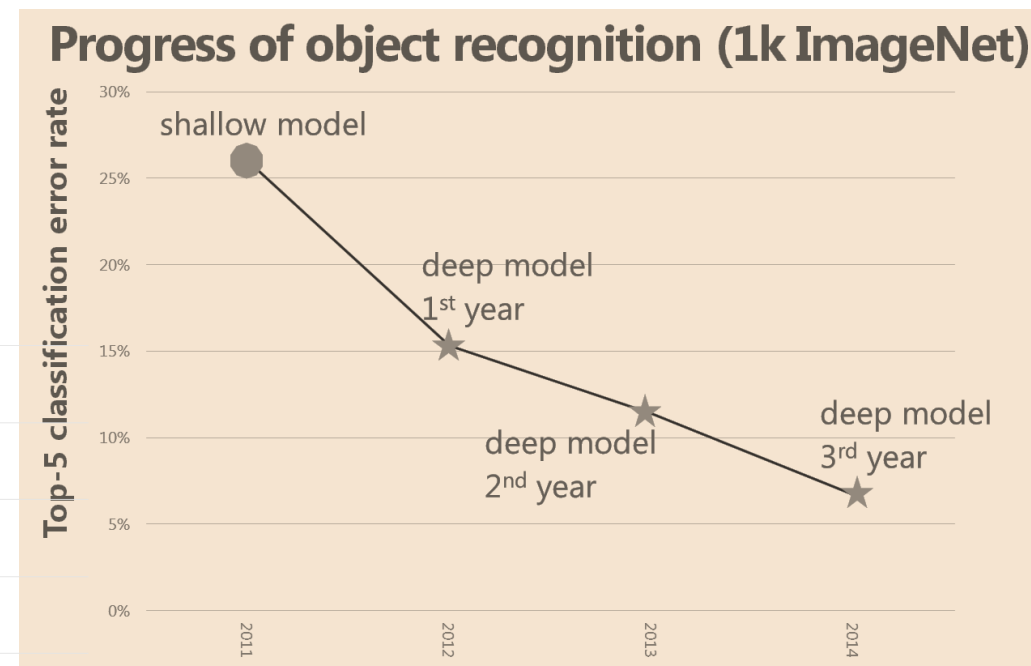 Progress of object recognition (1k ImageNet)
Top-5 classification error rate
30%
shallow model
25%
20%
deep model
1st year
15%
10%
deep model
2nd year
deep model
3rd year
5%
0%
2011
2012
2013
2014